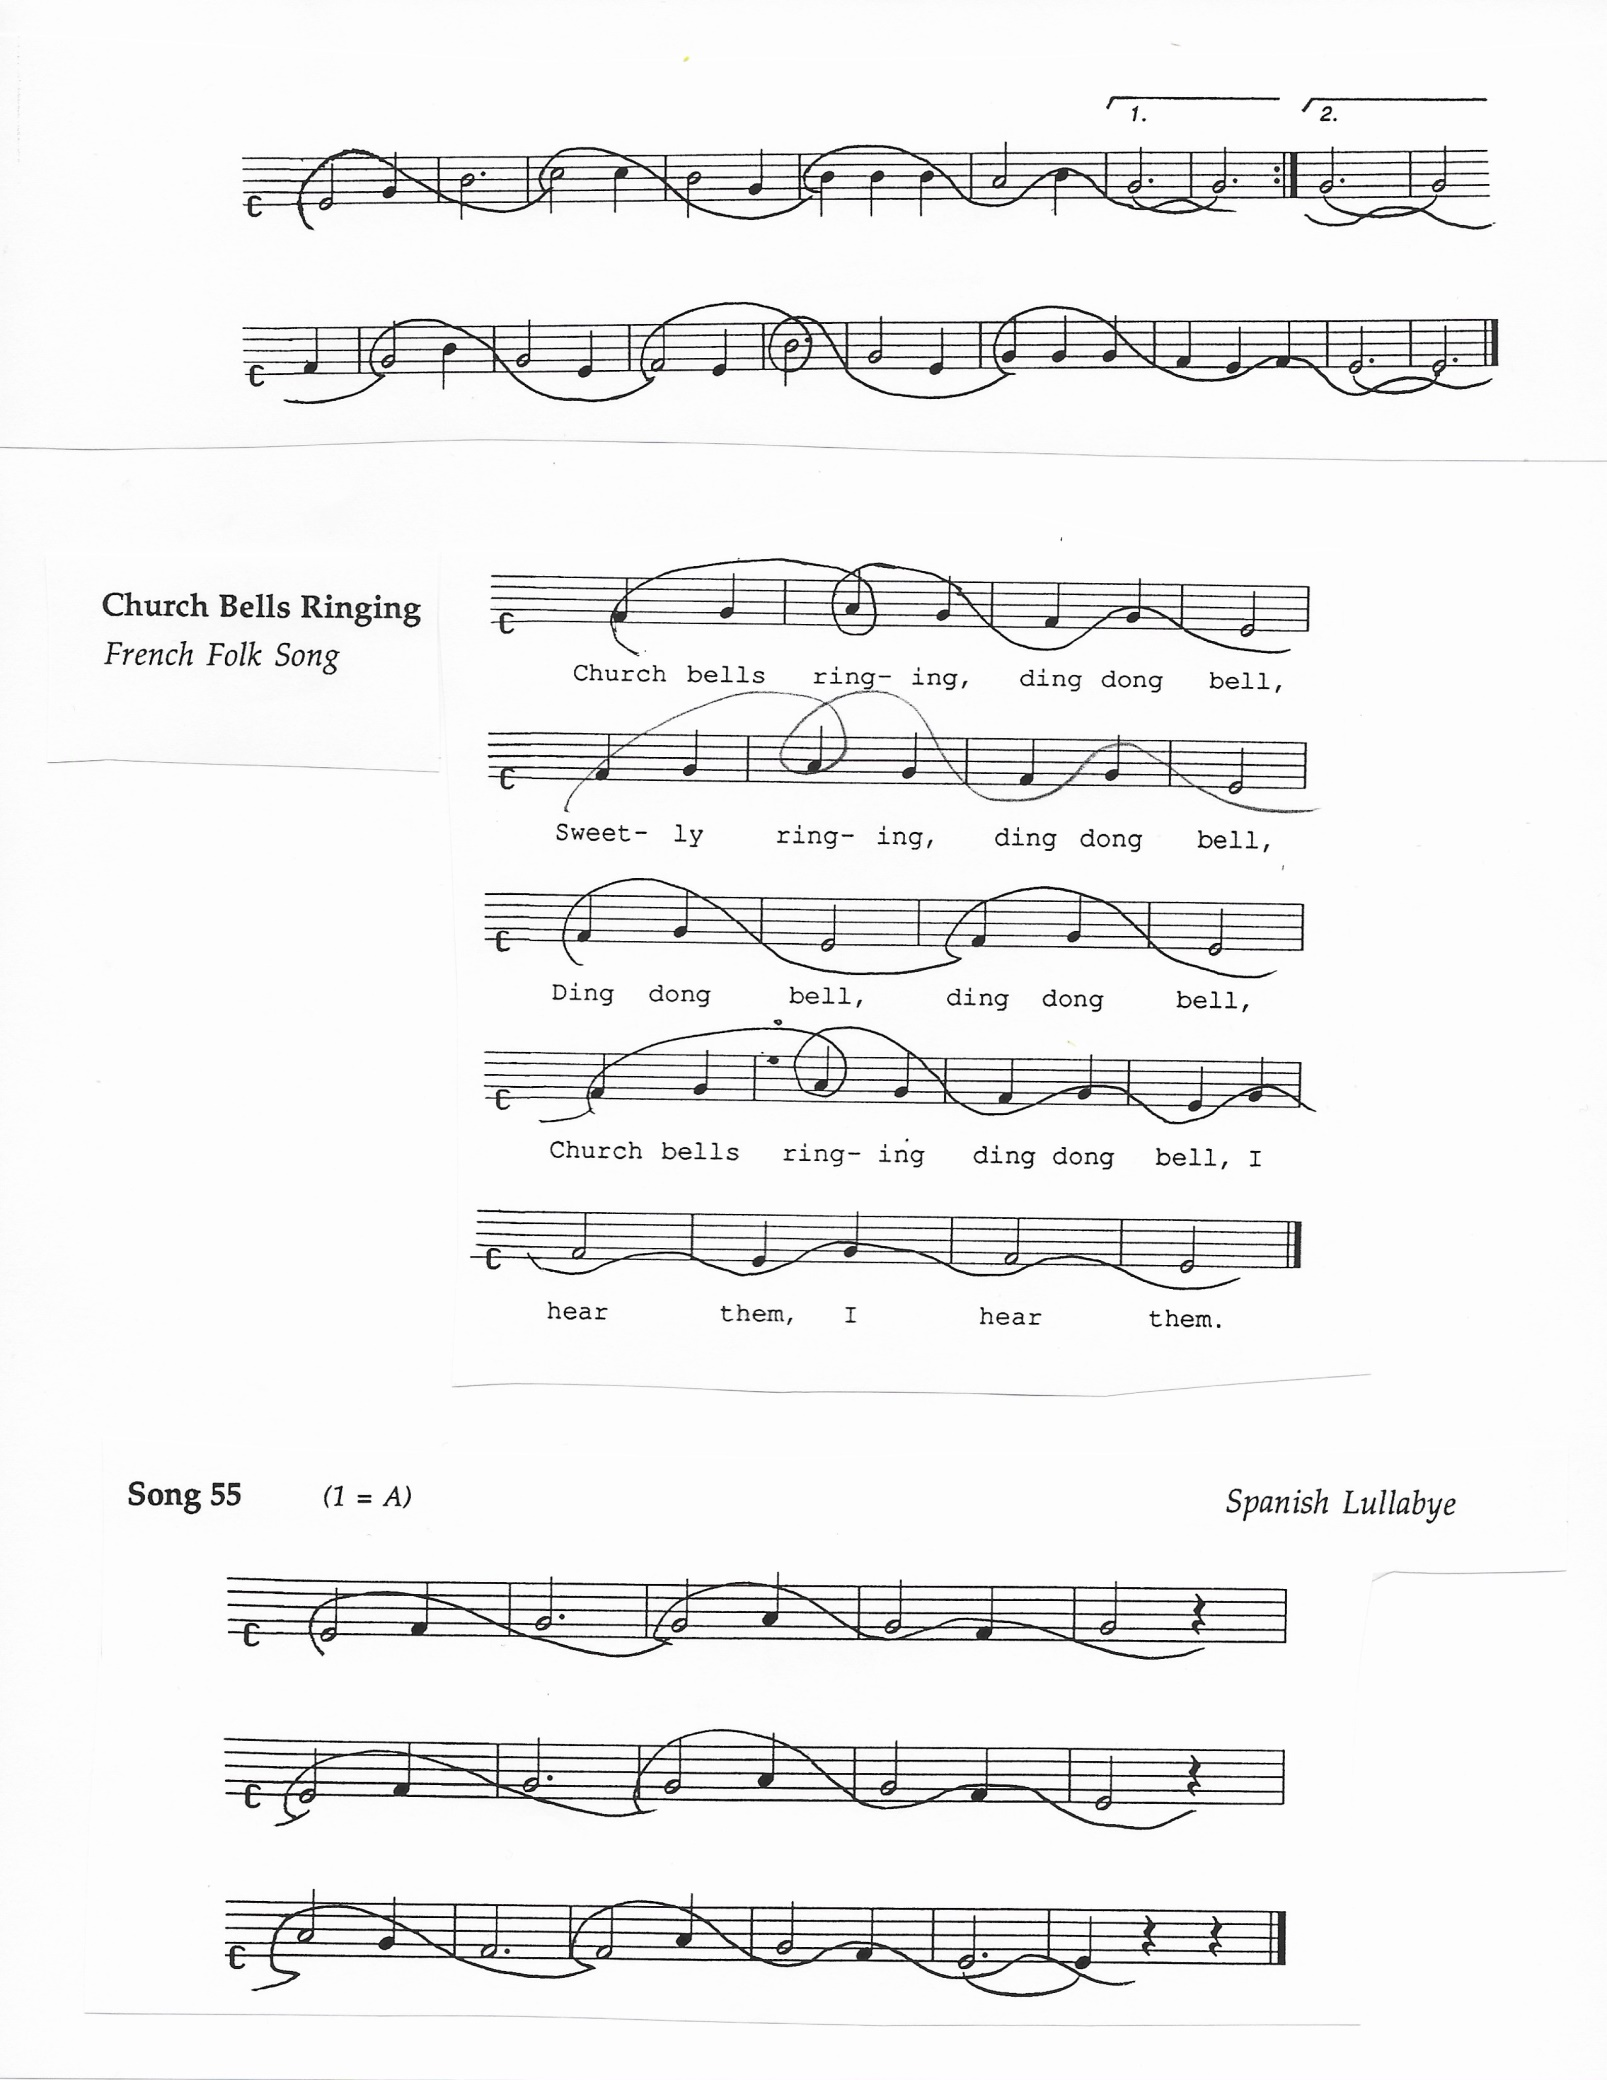 1. 2.
C
C
Church Bells Ringing
French Folk Song
C
Church bells ring- ing, ding dong bell,
C
Sweet- ly ring- ing, ding dong bell,
C
Ding dong bell, ding dong bell,
C
Church bells ring- ing ding dong bell, I
C
hear them, I hear them.
Song 55 (1 = A) Spanish Lullabye
C
C
C